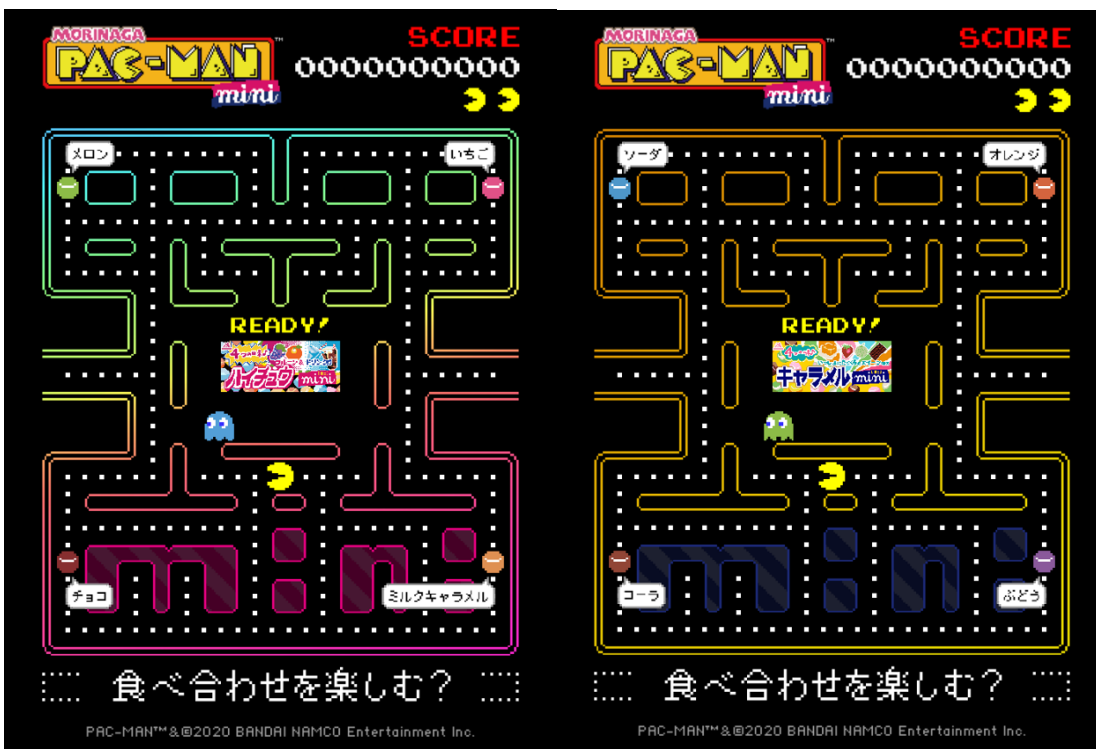 MORINAGA
PAC-MAN™
mini
SCORE
0000000000
メロン
いちご
READY!
ハイチュウ
mini
チョコ
ミルクキャラメル
食べ合わせを楽しむ?
PAC-MAN™&©2020 BANDAI NAMCO Entertainment Inc.
MORINAGA
PAC-MAN™
mini
SCORE
0000000000
ソーダ
オレンジ
READY!
キャラメル
mini
コーラ
ぶどう
食べ合わせを楽しむ?
PAC-MAN™&©2020 BANDAI NAMCO Entertainment Inc.